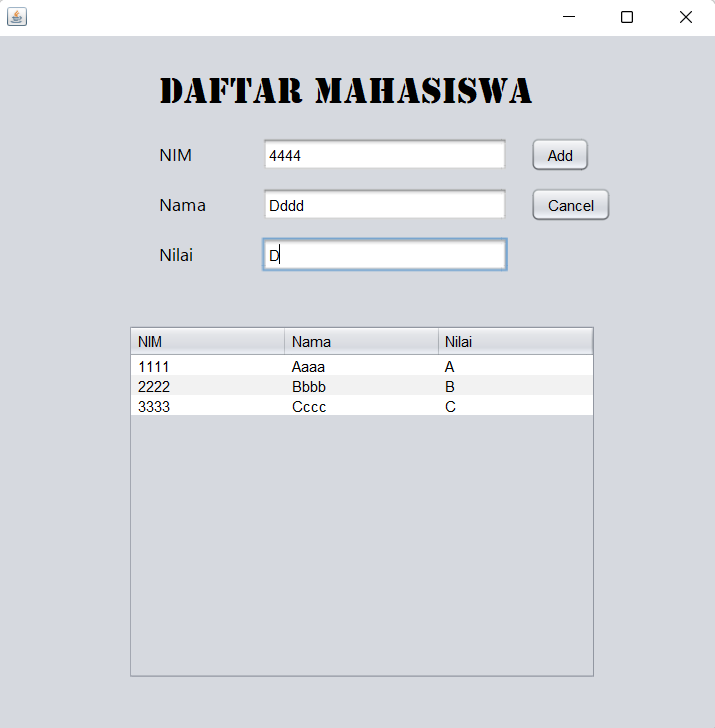 DAFTAR MAHASISWA
NIM 4444 Add
Nama Dddd Cancel
Nilai D
NIM Nama Nilai
1111 Aaaa A
2222 Bbbb B
3333 Cccc C